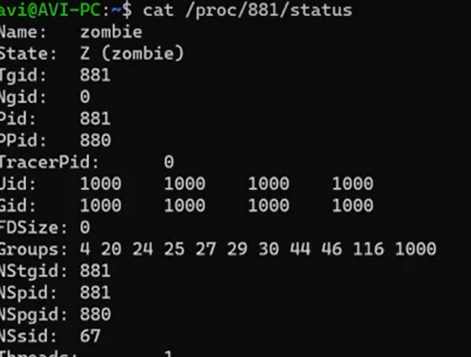 avi@AVI-PC:~$ cat /proc/881/status
Name: zombie
State: Z (zombie)
Tgid: 881
Ngid: 0
Pid: 881
PPid: 880
TracerPid: 0
Uid: 1000 1000 1000 1000
Gid: 1000 1000 1000 1000
FDSize: 0
Groups: 4 20 24 25 27 29 30 44 46 116 1000
NStgid: 881
NSpid: 881
NSpgid: 880
NSsid: 67
Threads: 1